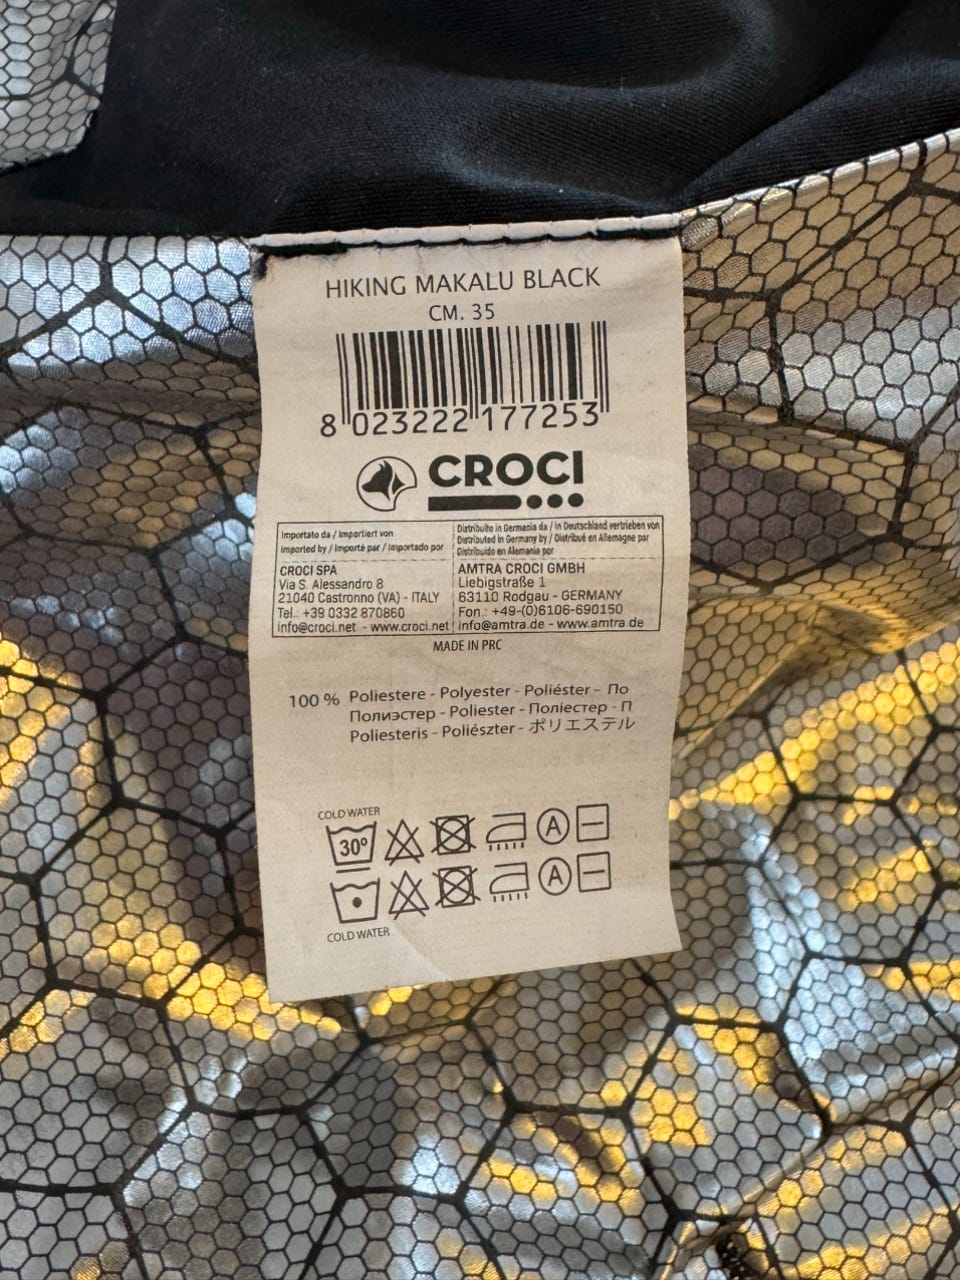 HIKING MAKALU BLACK
CM. 35
8 023222 177253
CROCI
Importato da / Importiert von
Imported by / Importé par / Importado por
CROCI SPA
Via S. Alessandro 8
21040 Castronno (VA) - ITALY
Tel.: +39 0332 870860
info@croci.net - www.croci.net
Distribuito in Germania da / In Deutschland vertrieben von
Distributed in Germany by / Distribué en Allemagne par
Distribuido en Alemania por
AMTRA CROCI GMBH
Liebigstraße 1
63110 Rodgau - GERMANY
Fon.: +49-(0)6106-690150
info@amtra.de - www.amtra.de
MADE IN PRC
100 % Poliestere - Polyester - Poliéster - По
Полиэстер - Poliester - Поліестер - П
Poliesteris - Poliészter - ポリエステル
COLD WATER
30° A
A
COLD WATER